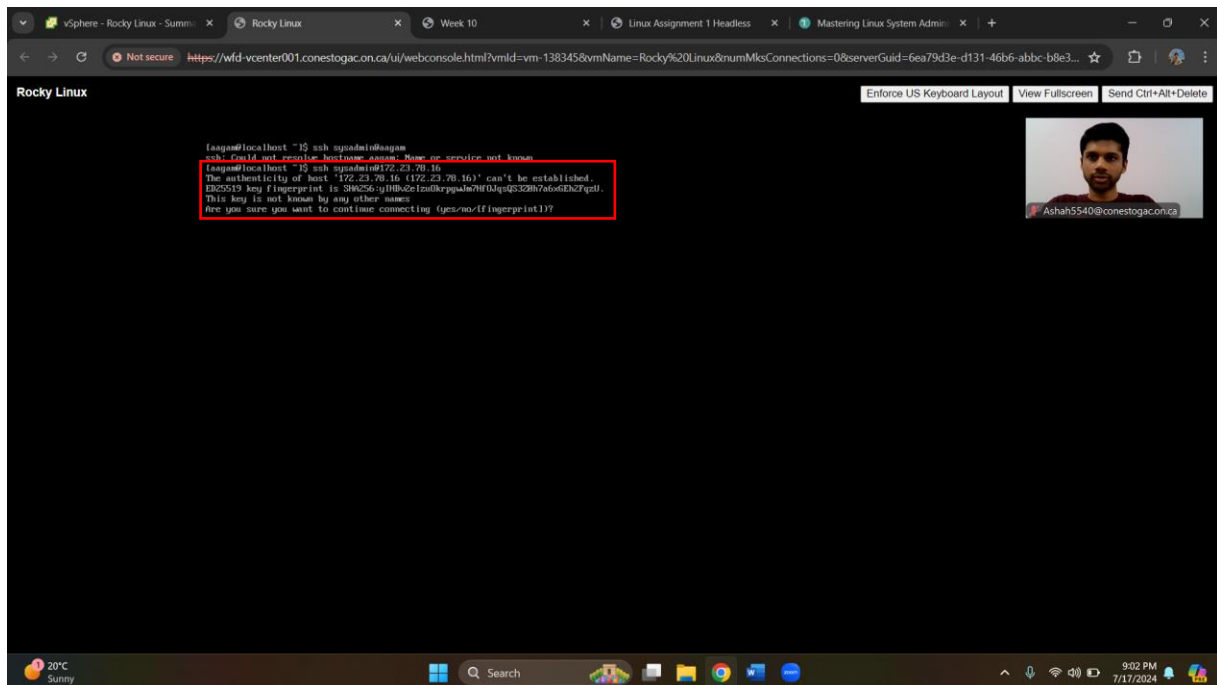 vSphere - Rocky Linux - Summ
Rocky Linux
Week 10
Linux Assignment 1 Headless
Mastering Linux System Admin
Not secure https://wfd-vcenter001.conestogac.on.ca/ui/webconsole.html?vmId=vm-138345&vmName=Rocky%20Linux&numMksConnections=0&serverGuid=6ea79d3e-d131-46b6-abbc-b8e3...
Rocky Linux
Enforce US Keyboard Layout View Fullscreen Send Ctrl+Alt+Delete
[aagam@localhost ~]$ ssh sysadmin@aagam
ssh: Could not resolve hostname aagam: Name or service not known
[aagam@localhost ~]$ ssh sysadmin@172.23.78.16
The authenticity of host '172.23.78.16 (172.23.78.16)' can't be established.
ED25519 key fingerprint is
This key is not known by any other names
Are you sure you want to continue connecting (yes/no/[fingerprint])?
Ashah5540@conestogac.on.ca
1
20°C
Sunny
Search
9:02 PM
7/17/2024